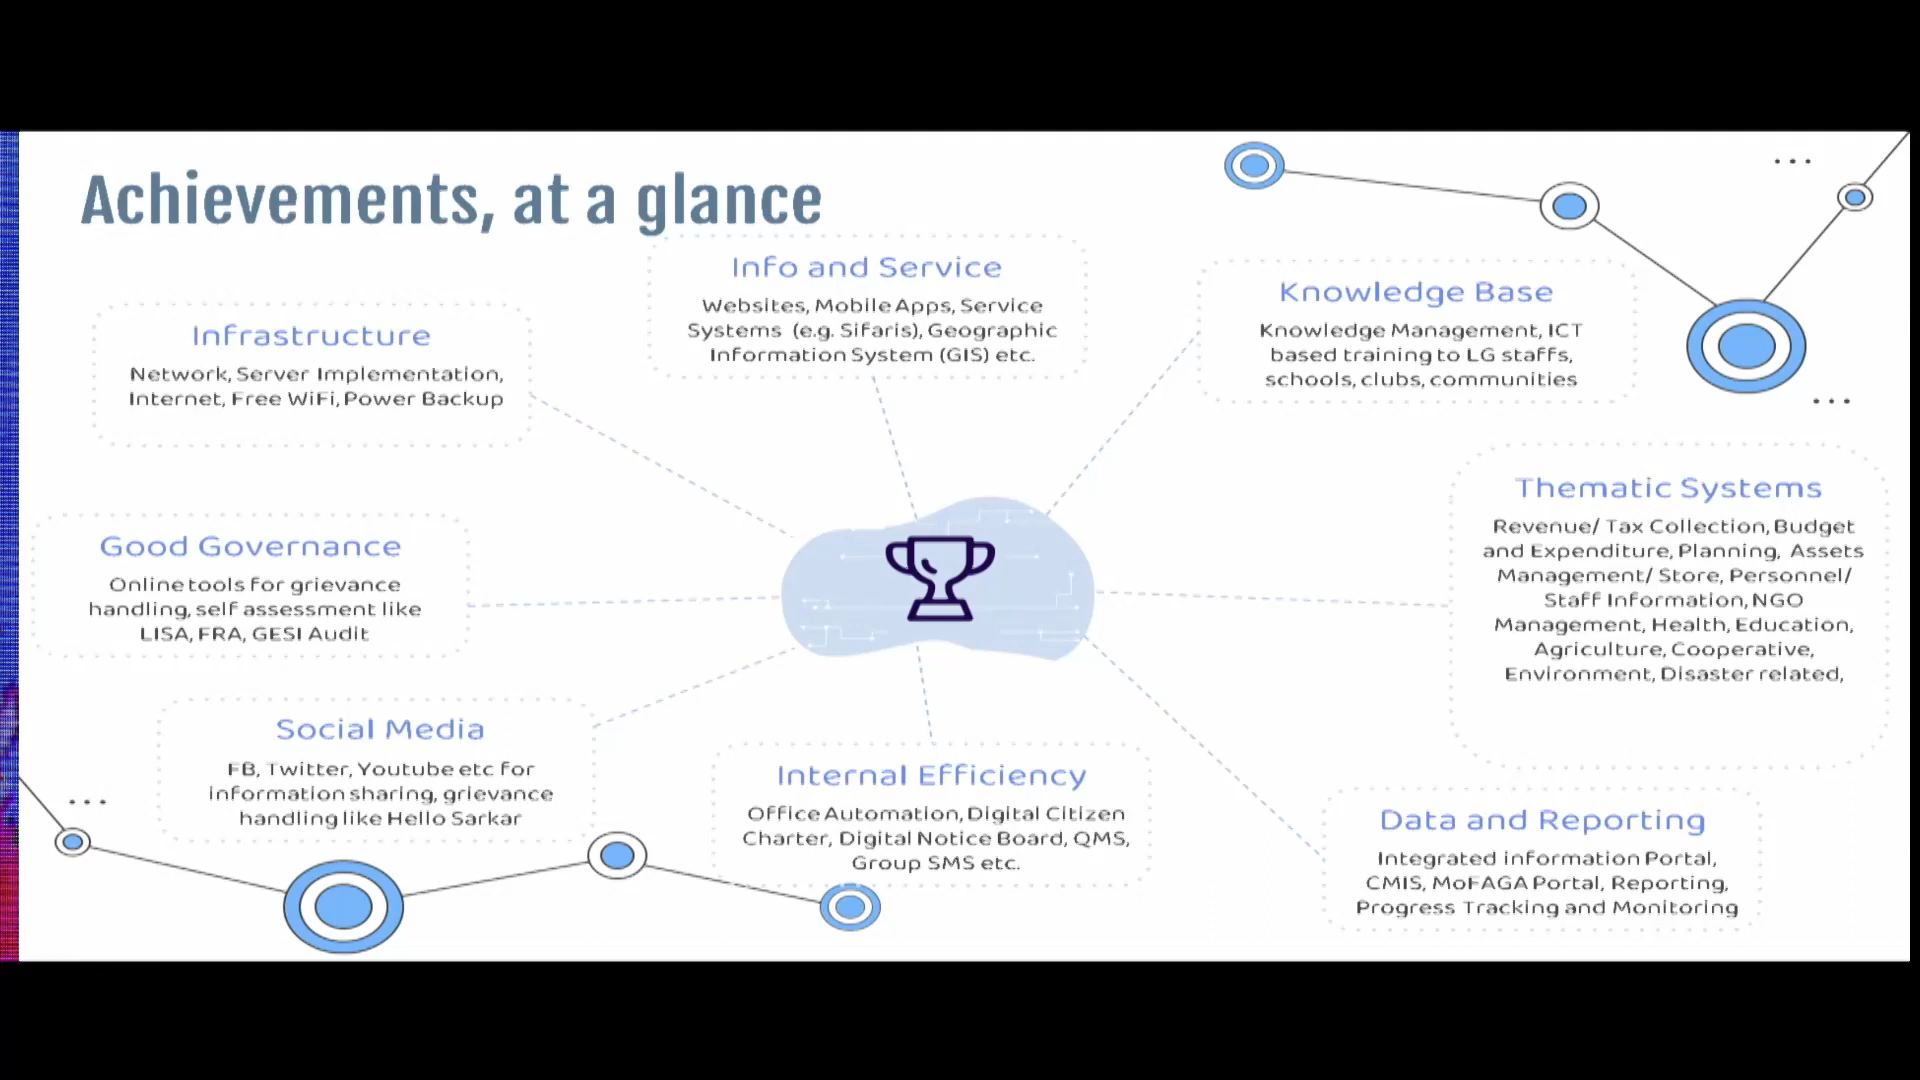 Achievements, at a glance
Info and Service
Websites, Mobile Apps, Service
Systems (e.g. Sifaris), Geographic
Information System (GIS) etc.
Knowledge Base
Knowledge Management, ICT
based training to LG staffs,
schools, clubs, communities
Infrastructure
Network, Server Implementation,
Internet, Free WiFi, Power Backup
Thematic Systems
Revenue/ Tax Collection, Budget
and Expenditure, Planning, Assets
Management/ Store, Personnel/
Staff Information, NGO
Management, Health, Education,
Agriculture, Cooperative,
Environment, Disaster related,
Good Governance
Online tools for grievance
handling, self assessment like
LISA, FRA, GESI Audit
Social Media
FB, Twitter, Youtube etc for
information sharing, grievance
handling like Hello Sarkar
Internal Efficiency
Office Automation, Digital Citizen
Charter, Digital Notice Board, QMS,
Group SMS etc.
Data and Reporting
Integrated information Portal,
CMIS, MoFAGA Portal, Reporting,
Progress Tracking and Monitoring